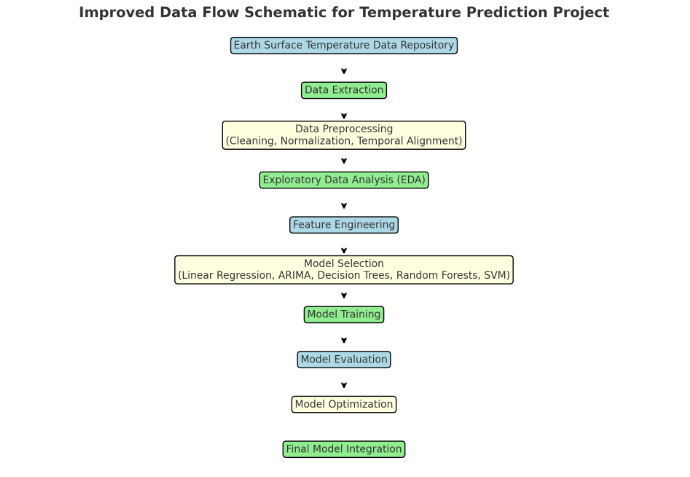 Improved Data Flow Schematic for Temperature Prediction Project
Earth Surface Temperature Data Repository
Data Extraction
Data Preprocessing
(Cleaning, Normalization, Temporal Alignment)
Exploratory Data Analysis (EDA)
Feature Engineering
Model Selection
(Linear Regression, ARIMA, Decision Trees, Random Forests, SVM)
Model Training
Model Evaluation
Model Optimization
Final Model Integration